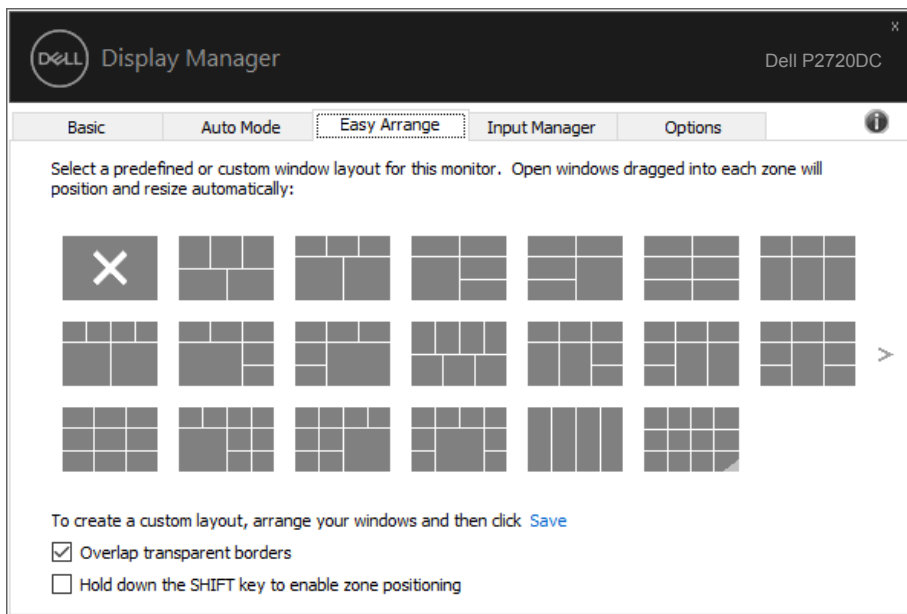 x
DELL
Display Manager
Dell P2720DC
Basic
Auto Mode
Easy Arrange
Input Manager
Options
Select a predefined or custom window layout for this monitor. Open windows dragged into each zone will
position and resize automatically:
>
To create a custom layout, arrange your windows and then click Save
Overlap transparent borders
Hold down the SHIFT key to enable zone positioning